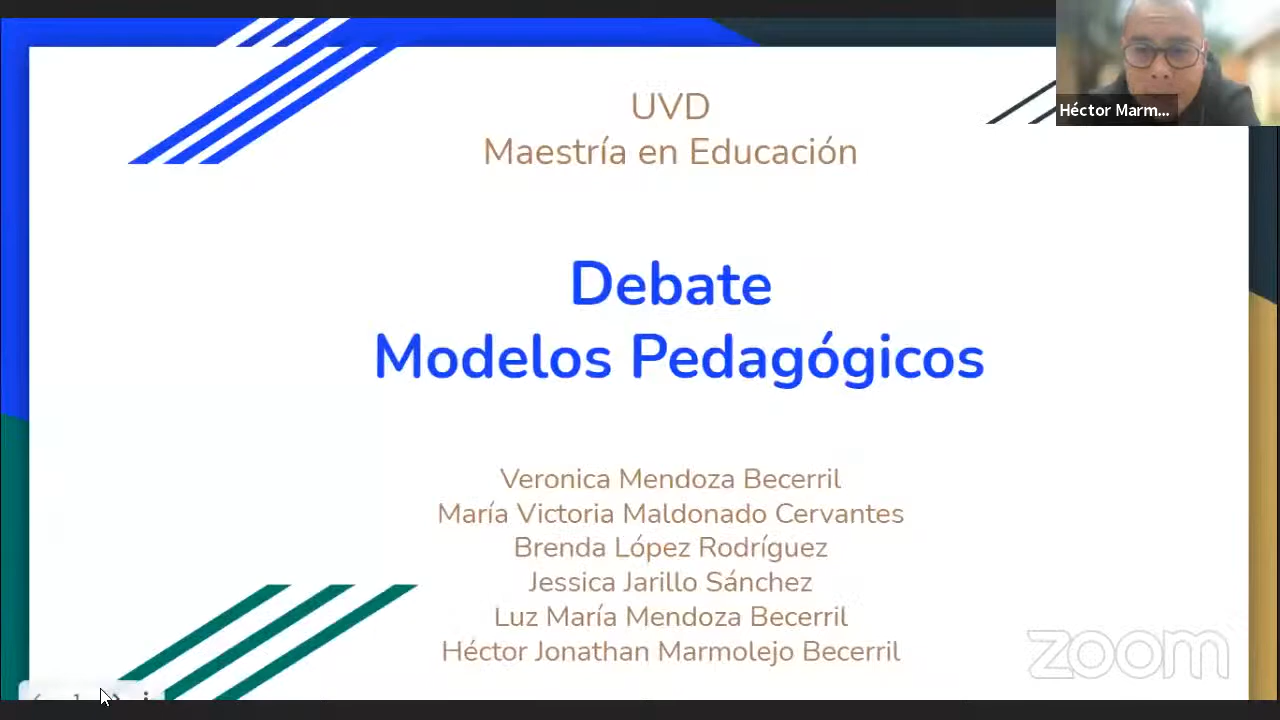 UVD
Maestría en Educación
Héctor Marm...
Debate
Modelos Pedagógicos
Veronica Mendoza Becerril
María Victoria Maldonado Cervantes
Brenda López Rodríguez
Jessica Jarillo Sánchez
Luz María Mendoza Becerril
Héctor Jonathan Marmolejo Becerril
zoom